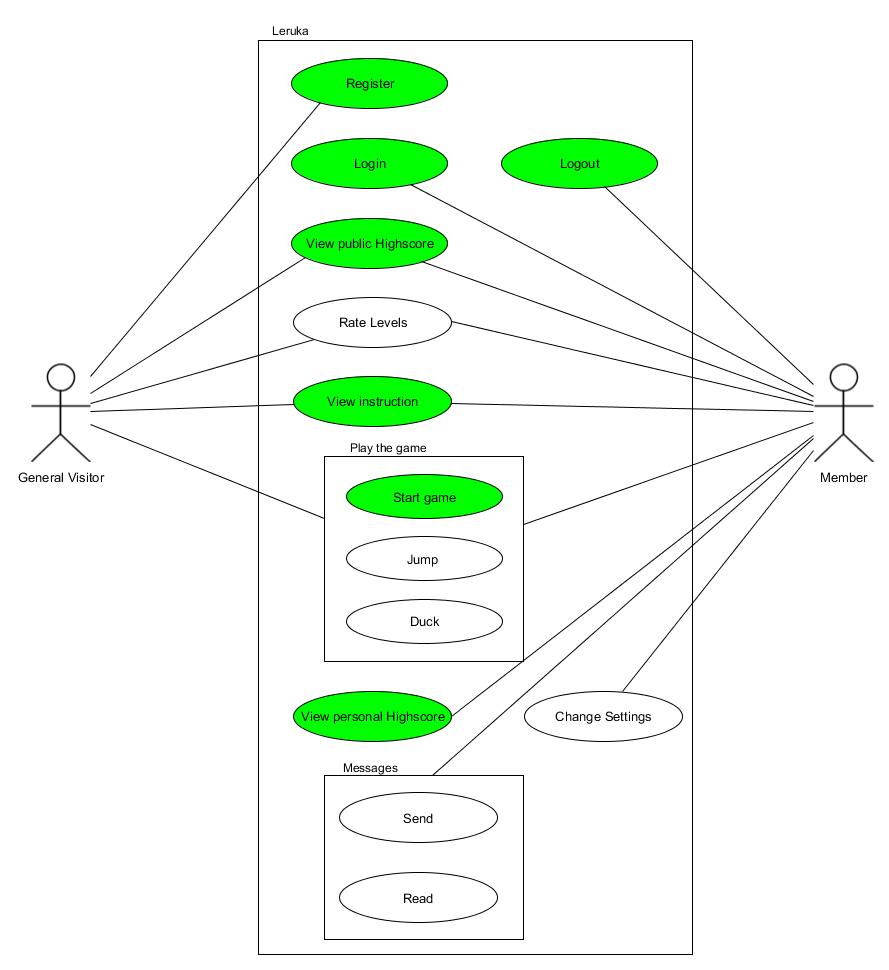 Leruka
Register
Login
Logout
View public Highscore
Rate Levels
View instruction
General Visitor
Member
Play the game
Start game
Jump
Duck
View personal Highscore
Change Settings
Messages
Send
Read